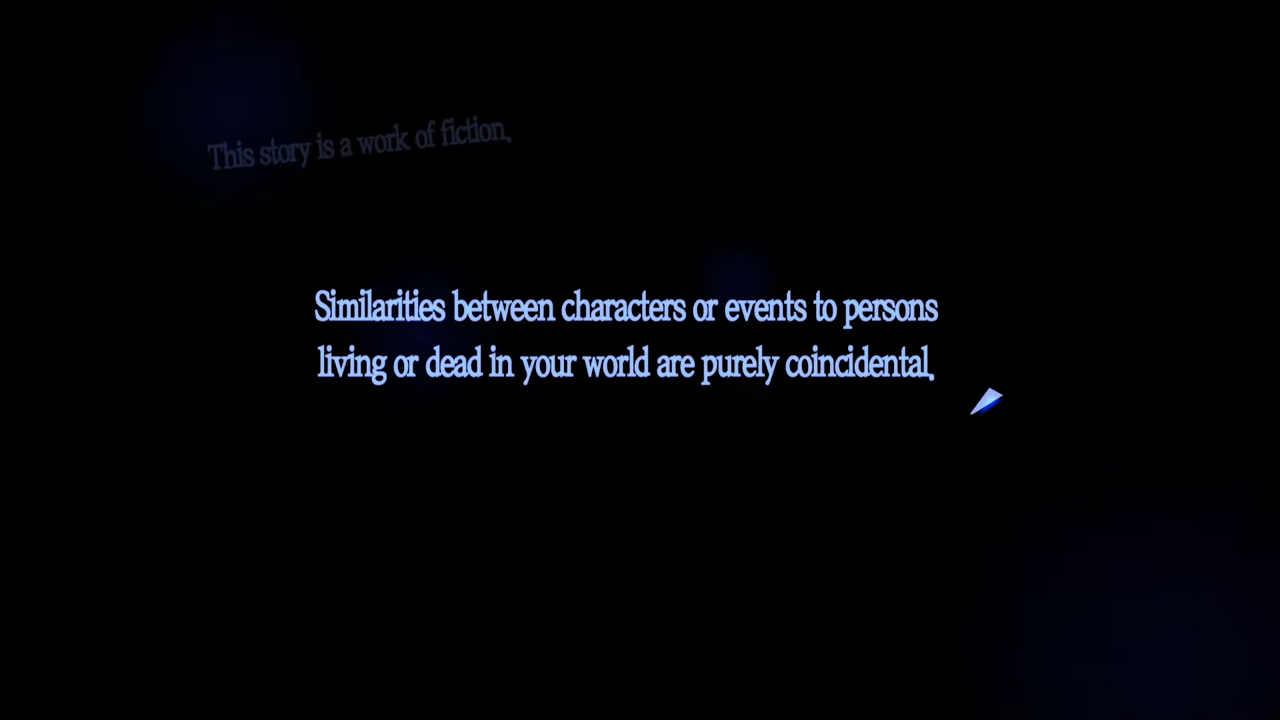 This story is a work of fiction.
Similarities between characters or events to persons
living or dead in your world are purely coincidental.